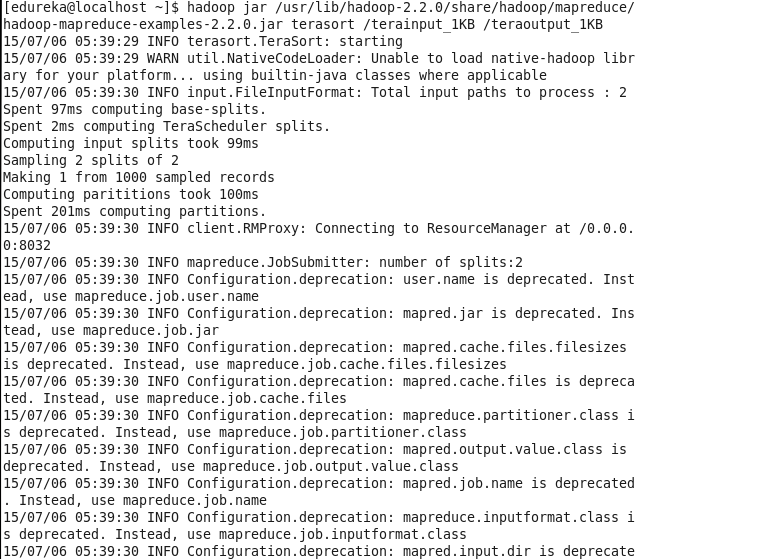 [edureka@localhost ~]$ hadoop jar /usr/lib/hadoop-2.2.0/share/hadoop/mapreduce/
hadoop-mapreduce-examples-2.2.0.jar terasort /terainput_1KB /teraoutput_1KB
15/07/06 05:39:29 INFO terasort.TeraSort: starting
15/07/06 05:39:29 WARN util.NativeCodeLoader: Unable to load native-hadoop libr
ary for your platform... using builtin-java classes where applicable
15/07/06 05:39:30 INFO input.FileInputFormat: Total input paths to process : 2
Spent 97ms computing base-splits.
Spent 2ms computing TeraScheduler splits.
Computing input splits took 99ms
Sampling 2 splits of 2
Making 1 from 1000 sampled records
Computing parititions took 100ms
Spent 201ms computing partitions.
15/07/06 05:39:30 INFO client.RMProxy: Connecting to ResourceManager at /0.0.0.
0:8032
15/07/06 05:39:30 INFO mapreduce.JobSubmitter: number of splits:2
15/07/06 05:39:30 INFO Configuration.deprecation: user.name is deprecated. Inst
ead, use mapreduce.job.user.name
15/07/06 05:39:30 INFO Configuration.deprecation: mapred.jar is deprecated. Ins
tead, use mapreduce.job.jar
15/07/06 05:39:30 INFO Configuration.deprecation: mapred.cache.files.filesizes
is deprecated. Instead, use mapreduce.job.cache.files.filesizes
15/07/06 05:39:30 INFO Configuration.deprecation: mapred.cache.files is depreca
ted. Instead, use mapreduce.job.cache.files
15/07/06 05:39:30 INFO Configuration.deprecation: mapreduce.partitioner.class i
s deprecated. Instead, use mapreduce.job.partitioner.class
15/07/06 05:39:30 INFO Configuration.deprecation: mapred.output.value.class is
deprecated. Instead, use mapreduce.job.output.value.class
15/07/06 05:39:30 INFO Configuration.deprecation: mapred.job.name is deprecated
. Instead, use mapreduce.job.name
15/07/06 05:39:30 INFO Configuration.deprecation: mapreduce.inputformat.class i
s deprecated. Instead, use mapreduce.job.inputformat.class
15/07/06 05:39:30 INFO Configuration.deprecation: mapred.input.dir is deprecate